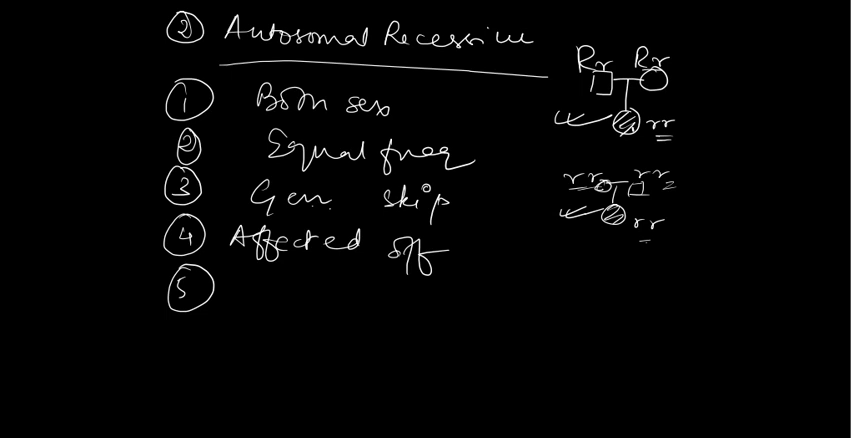 ② Autosomal Recessive
① Both sex
② Equal freq
③ Gen. skip
④ Affected off
⑤
Rr Rr
rr
rr rr
rr